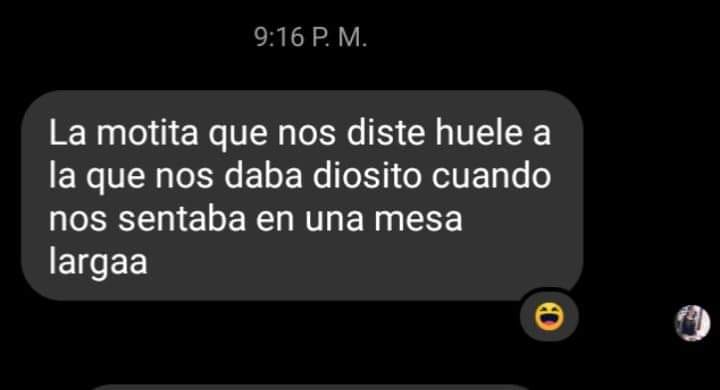 9:16 P. M.
La motita que nos diste huele a
la que nos daba diosito cuando
nos sentaba en una mesa
largaa